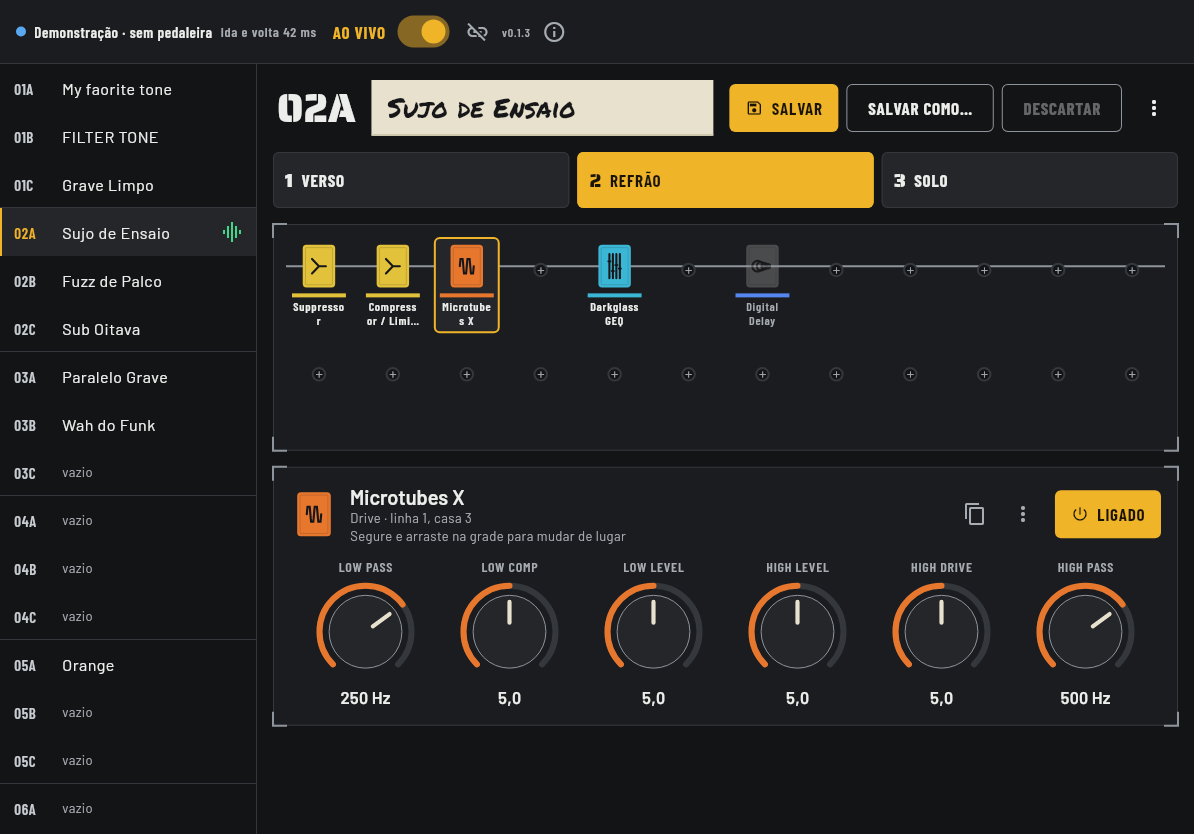 Demonstração · sem pedaleira Ida e volta 42 ms AO VIVO v0.1.3
01A My faorite tone
01B FILTER TONE
01C Grave Limpo
02A Sujo de Ensaio
02B Fuzz de Palco
02C Sub Oitava
03A Paralelo Grave
03B Wah do Funk
03C vazio
04A vazio
04B vazio
04C vazio
05A Orange
05B vazio
05C vazio
06A vazio
02A Sujo de Ensaio SALVAR SALVAR COMO... DESCARTAR
1 VERSO 2 REFRÃO 3 SOLO
Suppresso
r
Compress
or / Limi...
Microtube
s X
Darkglass
GEQ
Digital
Delay
Microtubes X
Drive · linha 1, casa 3
Segure e arraste na grade para mudar de lugar
LIGADO
LOW PASS LOW COMP LOW LEVEL HIGH LEVEL HIGH DRIVE HIGH PASS
250 Hz 5,0 5,0 5,0 5,0 500 Hz